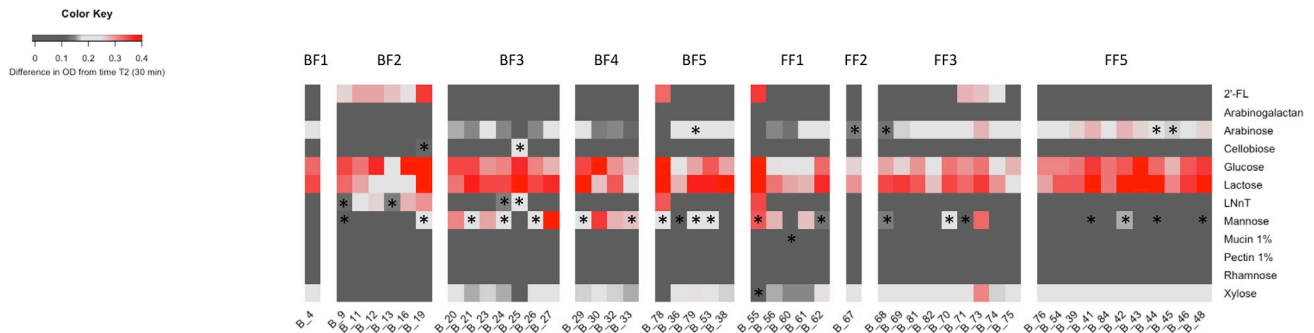 Color Key
0 0.1 0.2 0.3 0.4
Difference in OD from time T2 (30 min)
BF1 BF2 BF3 BF4 BF5 FF1 FF2 FF3 FF5
2'-FL
Arabinogalactan
* * * * * Arabinose
* * Cellobiose
Glucose
Lactose
* * * * LNnT
* * * * * * * * * * * * * * * * * * * Mannose
* Mucin 1%
Pectin 1%
Rhamnose
* Xylose
B_4 B_9 B_11 B_12 B_13 B_16 B_19 B_20 B_21 B_23 B_24 B_25 B_26 B_27 B_29 B_30 B_32 B_33 B_78 B_36 B_79 B_53 B_38 B_55 B_56 B_60 B_61 B_62 B_67 B_68 B_69 B_81 B_82 B_70 B_71 B_73 B_74 B_75 B_76 B_54 B_39 B_41 B_84 B_42 B_43 B_44 B_45 B_46 B_48